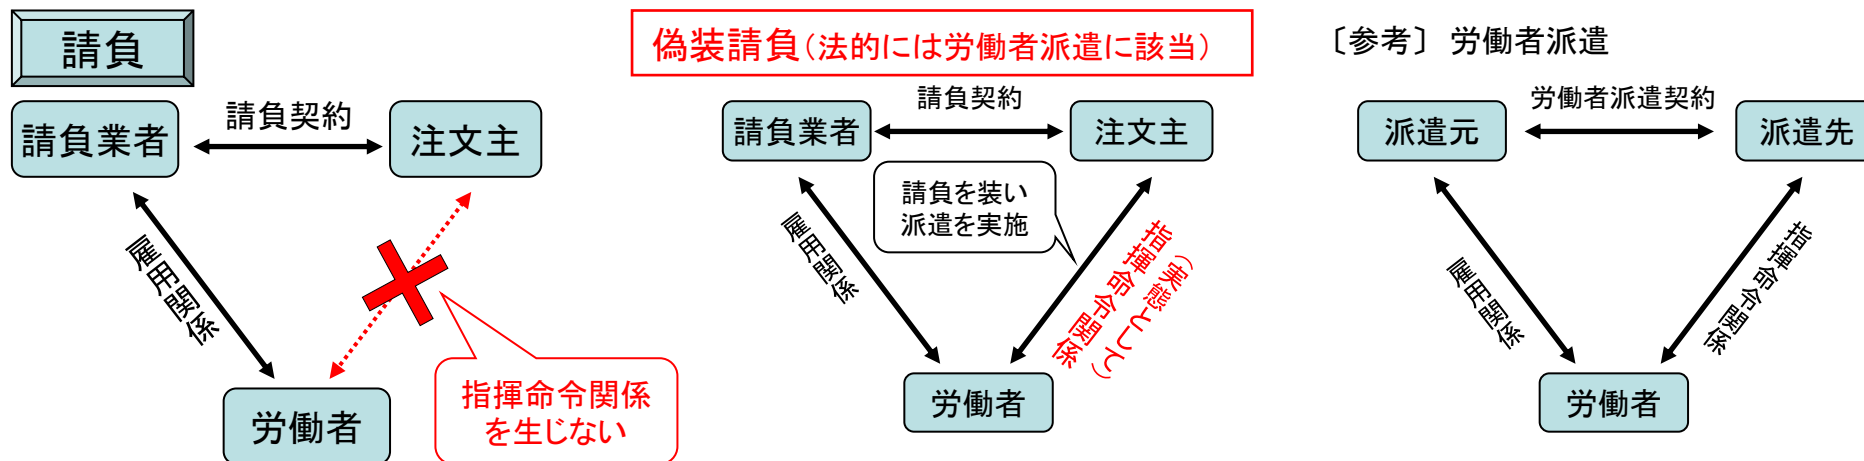 請負
請負業者
請負契約
注文主
雇用関係
労働者
指揮命令関係
を生じない
偽装請負(法的には労働者派遣に該当)
請負業者
請負契約
注文主
請負を装い
派遣を実施
雇用関係
(実態として)
指揮命令関係
労働者
〔参考〕 労働者派遣
派遣元
労働者派遣契約
派遣先
雇用関係
指揮命令関係
労働者